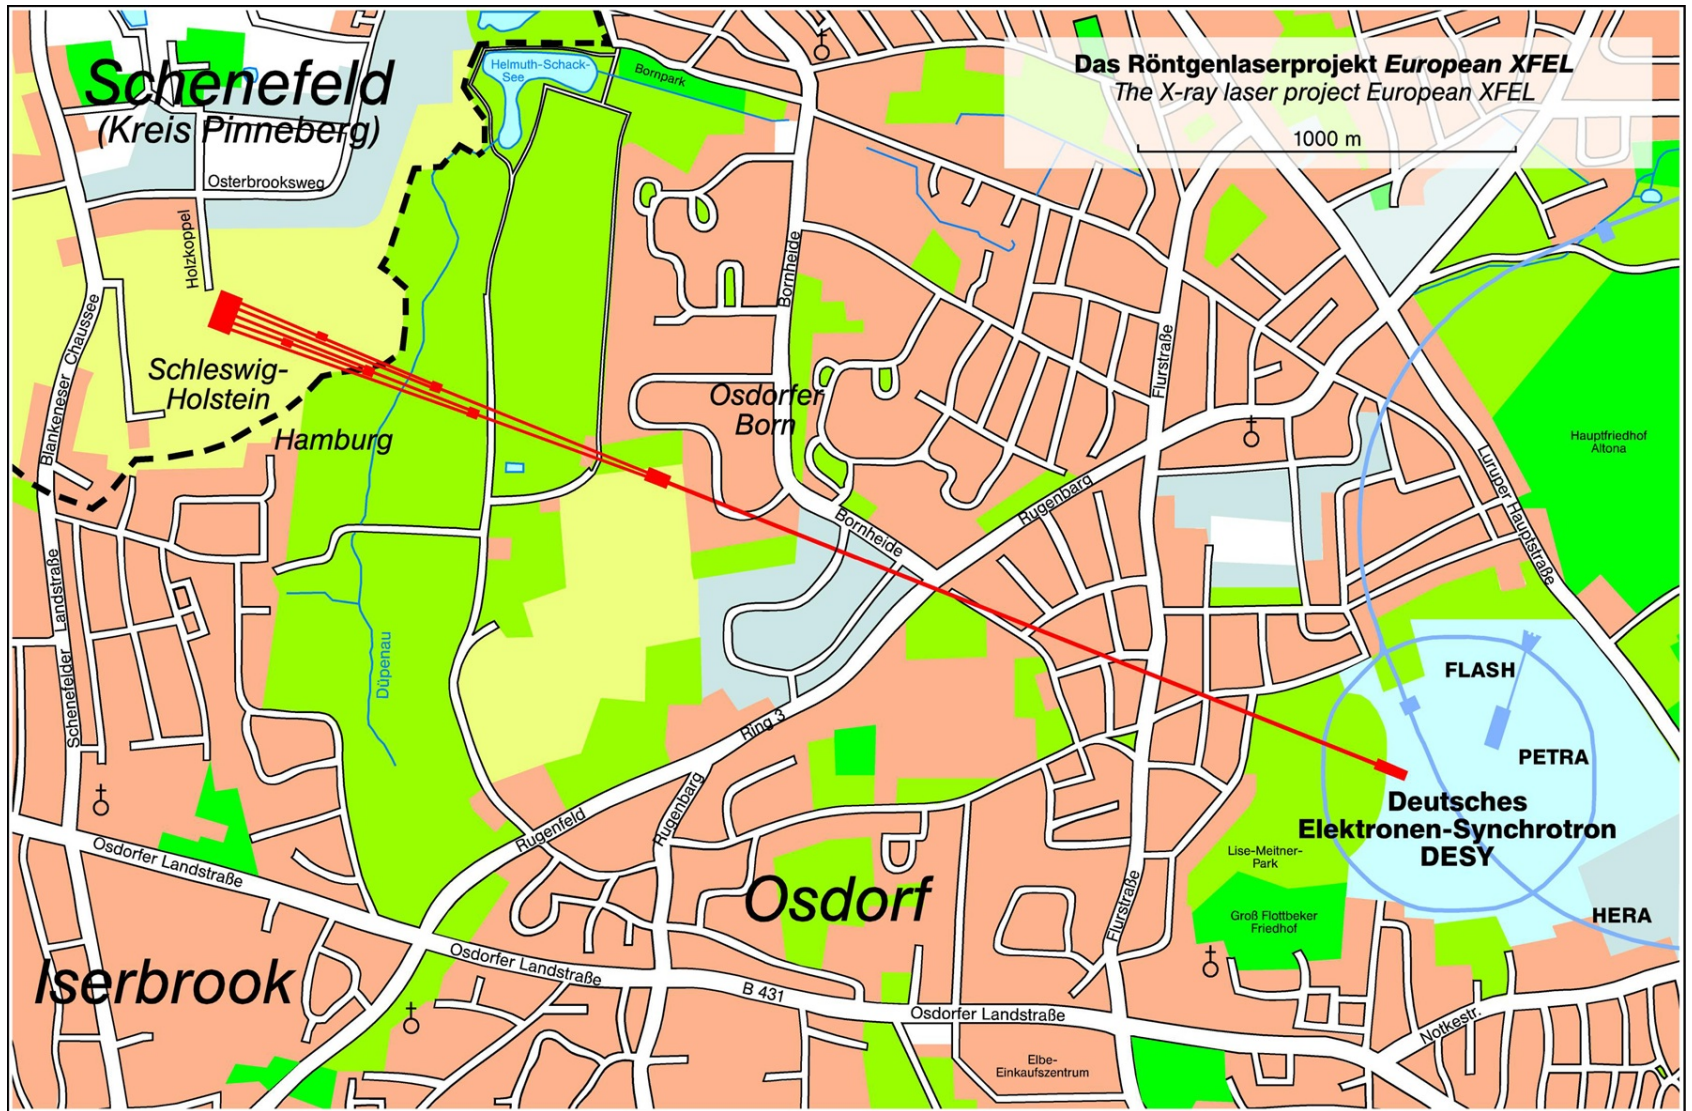 Schenefeld
(Kreis Pinneberg)
Helmuth-Schack-
See
Bornpark
Das Röntgenlaserprojekt European XFEL
The X-ray laser project European XFEL
1000 m
Osterbrooksweg
Holzkoppel
Bornheide
Blankeneser Chaussee
Flurstraße
Schleswig-
Holstein
Hamburg
Osdorfer
Born
Hauptfriedhof
Altona
Luruper Hauptstraße
Rugenbarg
Bornheide
Schenefelder Landstraße
Düpenau
FLASH
Ring 3
PETRA
Rugenbarg
Rugenfeld
Deutsches
Elektronen-Synchrotron
DESY
Osdorfer Landstraße
Lise-Meitner-
Park
Osdorf
Flurstraße
Groß Flottbeker
Friedhof
HERA
Iserbrook
Osdorfer Landstraße
B 431
Osdorfer Landstraße
Notkestr.
Elbe-
Einkaufszentrum